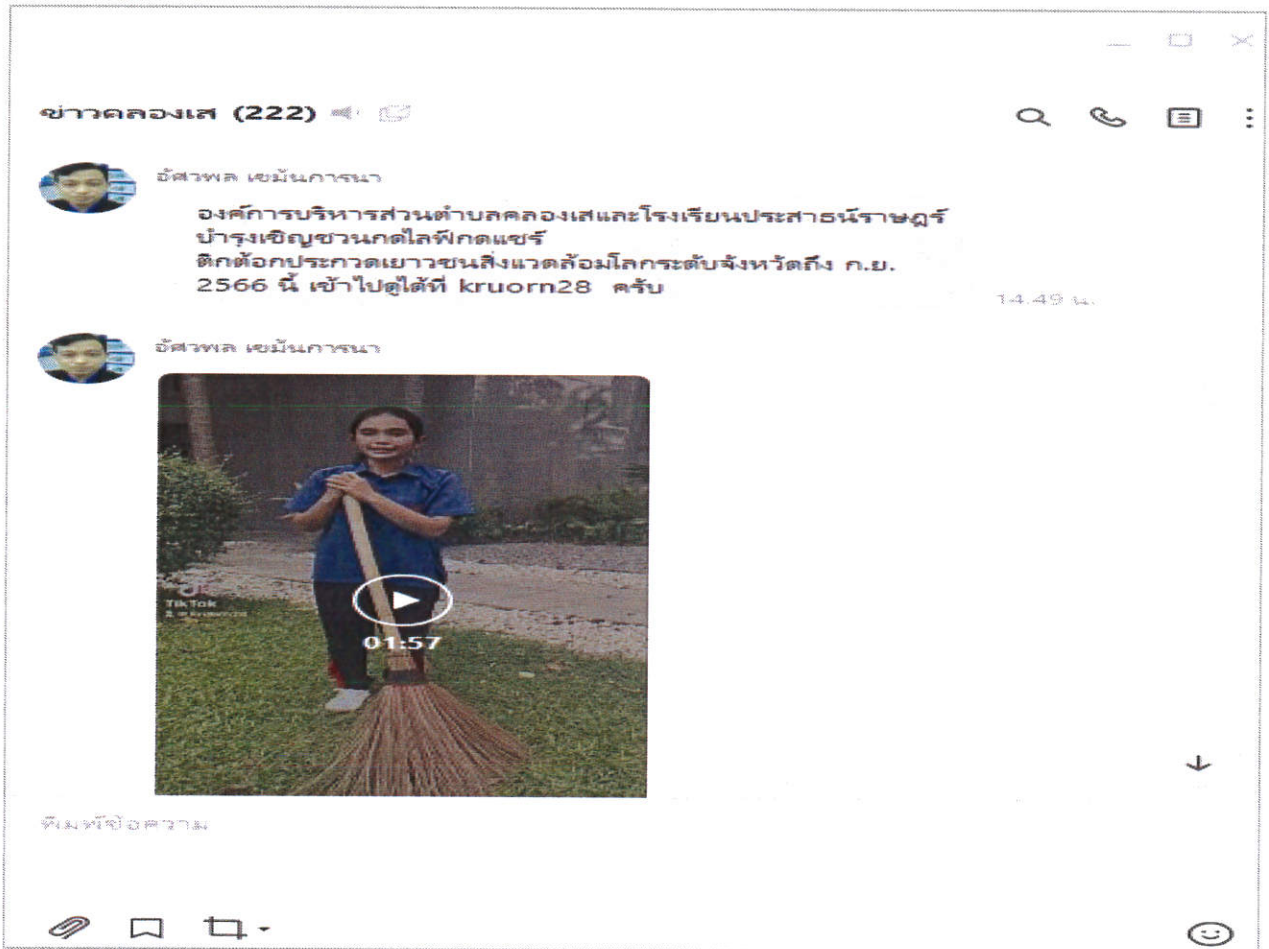 ข่าวคลองเส (222)
อัศวพล เขมันการนา
องค์การบริหารส่วนตำบลคลองเสและโรงเรียนประสาธน์ราษฎร์
บำรุงเชิญชวนกดไลฟ์กดแชร์
ติกต้อกประกวดเยาวชนสิ่งแวดล้อมโลกระดับจังหวัดถึง ก.ย.
2566 นี้ เข้าไปดูได้ที่ kruorn28 ครับ
14.49 น.
อัศวพล เขมันการนา
TikTok
01:57
พิมพ์ข้อความ